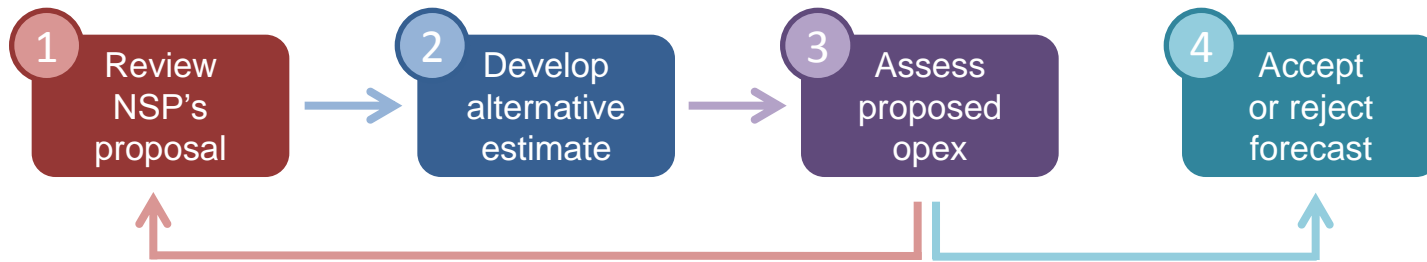 1
Review
NSP's
proposal
2
Develop
alternative
estimate
3
Assess
proposed
opex
4
Accept
or reject
forecast